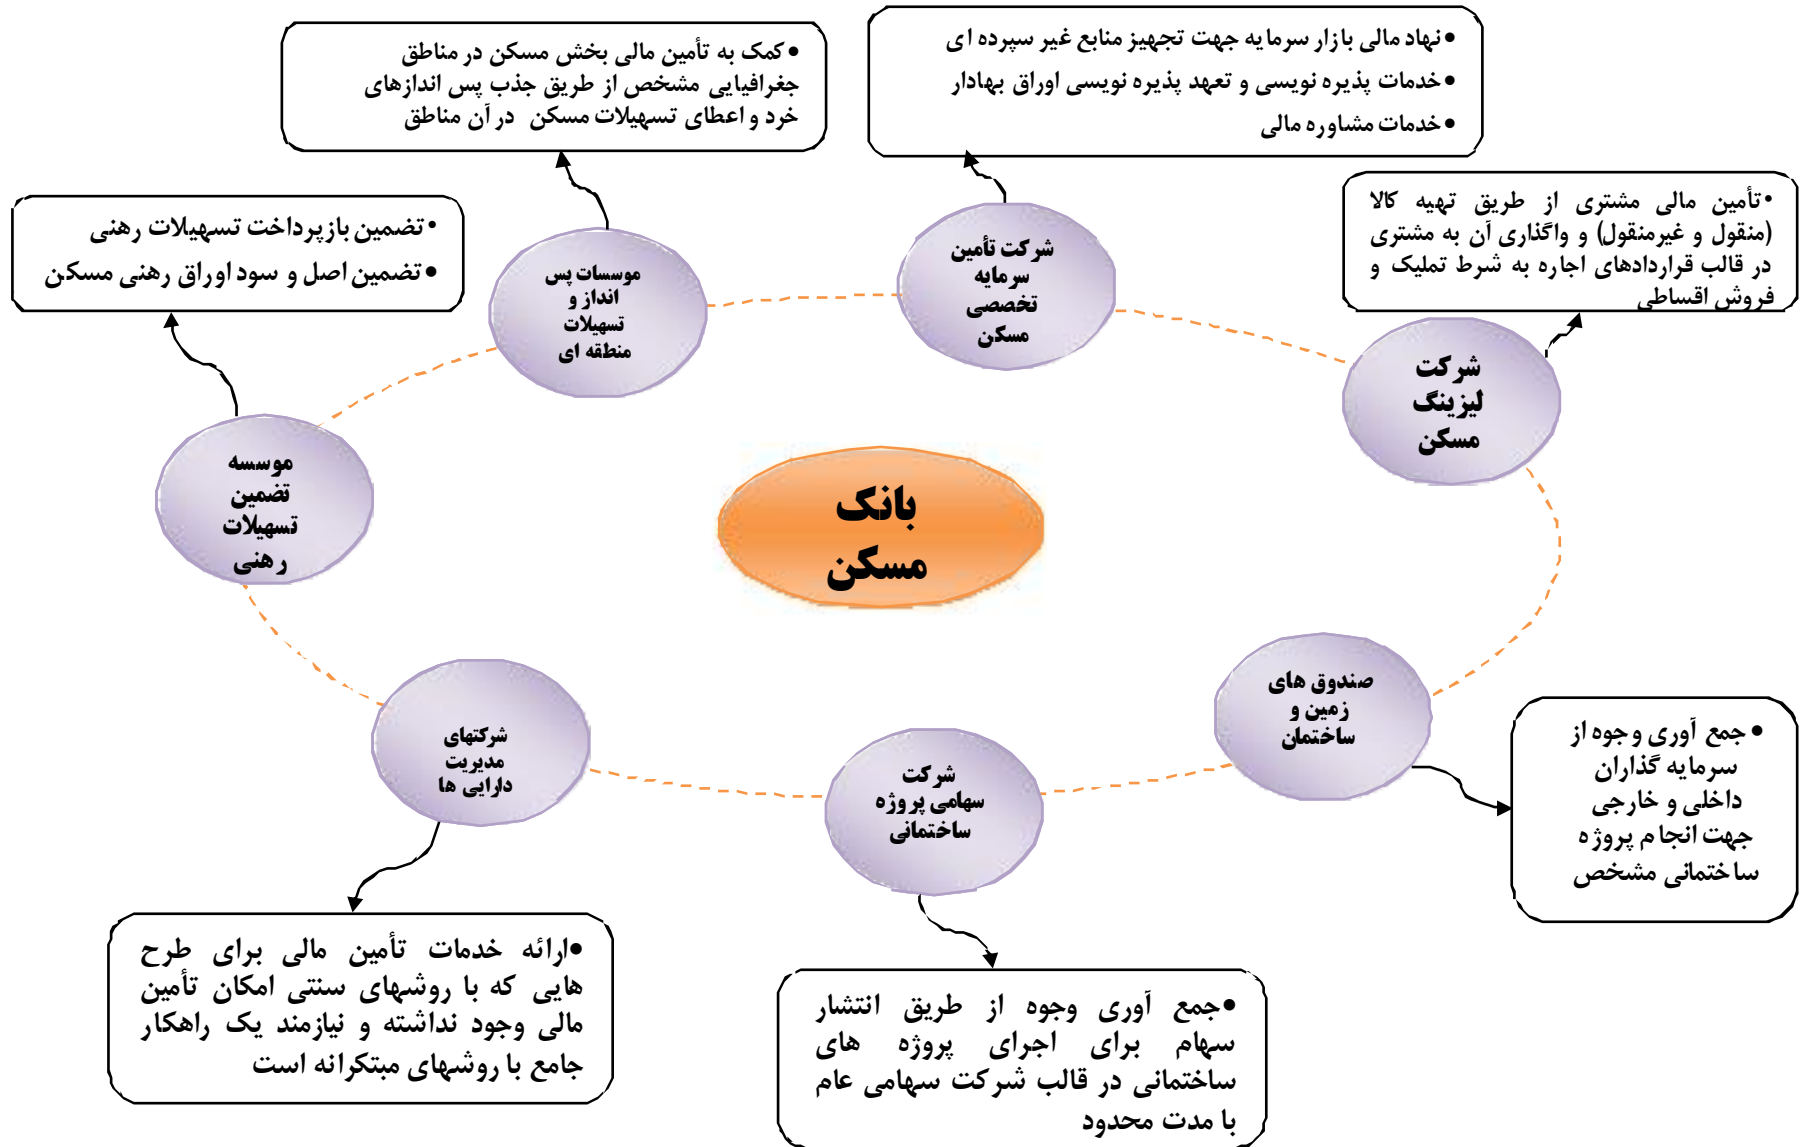 •نهاد مالی بازار سرمایه جهت تجهیز منابع غیر سپرده ای
•خدمات پذیره نویسی و تعهد پذیره نویسی اوراق بهادار
•خدمات مشاوره مالی
•کمک به تأمین مالی بخش مسکن در مناطق
جغرافیایی مشخص از طریق جذب پس اندازهای
خرد و اعطای تسهیلات مسکن در آن مناطق
•تأمین مالی مشتری از طریق تهیه کالا
(منقول و غیرمنقول) و واگذاری آن به مشتری
در قالب قراردادهای اجاره به شرط تملیک و
فروش اقساطی
•تضمین بازپرداخت تسهیلات رهنی
•تضمین اصل و سود اوراق رهنی مسکن
شرکت تأمین
سرمایه
تخصصی
مسکن
موسسات پس
انداز و
تسهیلات
منطقه ای
شرکت
لیزینگ
مسکن
موسسه
تضمین
تسهیلات
رهنی
بانک
مسکن
صندوق های
زمین و
ساختمان
شرکتهای
مدیریت
دارایی ها
شرکت
سهامی پروژه
ساختمانی
•جمع آوری وجوه از
سرمایه گذاران
داخلی و خارجی
جهت انجام پروژه
ساختمانی مشخص
•ارائه خدمات تأمین مالی برای طرح
هایی که با روشهای سنتی امکان تأمین
مالی وجود نداشته و نیازمند یک راهکار
جامع با روشهای مبتکرانه است
•جمع آوری وجوه از طریق انتشار
سهام برای اجرای پروژه های
ساختمانی در قالب شرکت سهامی عام
با مدت محدود